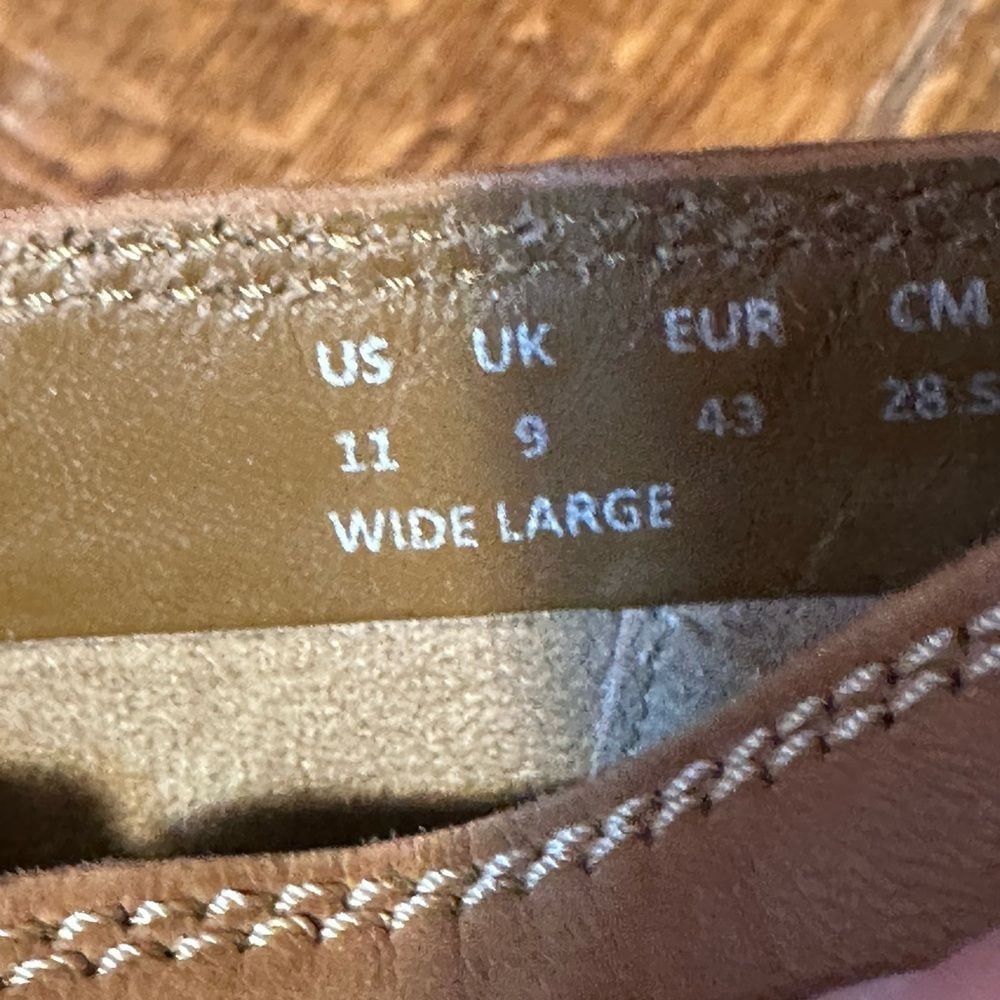 US UK EUR CM
11 9 43 28.5
WIDE LARGE